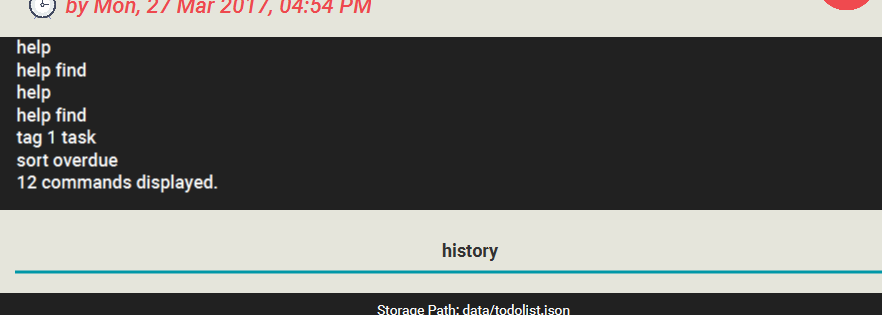 by Mon, 27 Mar 2017, 04:54 PM
help
help find
help
help find
tag 1 task
sort overdue
12 commands displayed.
history
Storage Path: data/todolist.json